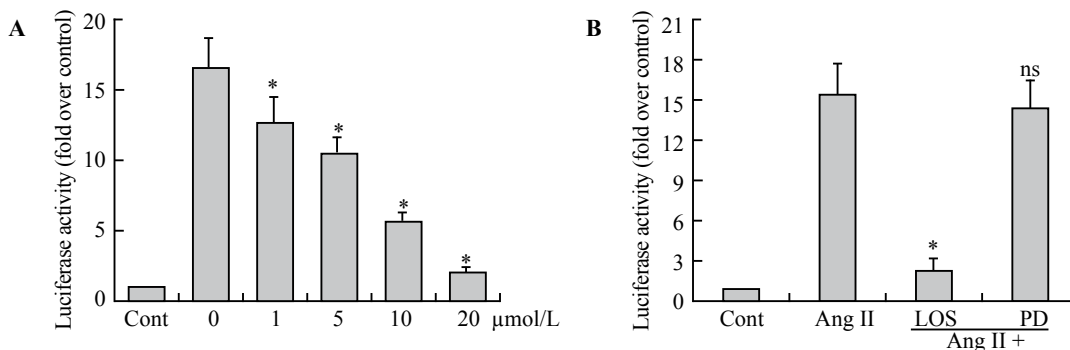 A
Luciferase activity (fold over control)
20
15
10
5
0
*
*
*
*
Cont 0 1 5 10 20 µmol/L
B
Luciferase activity (fold over control)
21
18
15
12
9
6
3
0
*
ns
Cont Ang II LOS PD
Ang II +